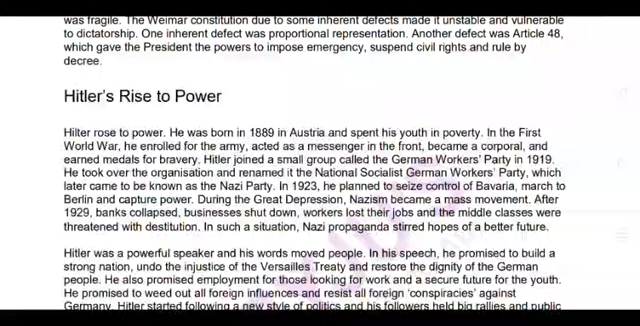 was fragile. The Weimar constitution due to some inherent defects made it unstable and vulnerable
to dictatorship. One inherent defect was proportional representation. Another defect was Article 48,
which gave the President the powers to impose emergency, suspend civil rights and rule by
decree.
Hitler's Rise to Power
Hilter rose to power. He was born in 1889 in Austria and spent his youth in poverty. In the First
World War, he enrolled for the army, acted as a messenger in the front, became a corporal, and
earned medals for bravery. Hitler joined a small group called the German Workers' Party in 1919.
He took over the organisation and renamed it the National Socialist German Workers' Party, which
later came to be known as the Nazi Party. In 1923, he planned to seize control of Bavaria, march to
Berlin and capture power. During the Great Depression, Nazism became a mass movement. After
1929, banks collapsed, businesses shut down, workers lost their jobs and the middle classes were
threatened with destitution. In such a situation, Nazi propaganda stirred hopes of a better future.
Hitler was a powerful speaker and his words moved people. In his speech, he promised to build a
strong nation, undo the injustice of the Versailles Treaty and restore the dignity of the German
people. He also promised employment for those looking for work and a secure future for the youth.
He promised to weed out all foreign influences and resist all foreign 'conspiracies' against
Germany. Hitler started following a new style of politics and his followers held big rallies and public